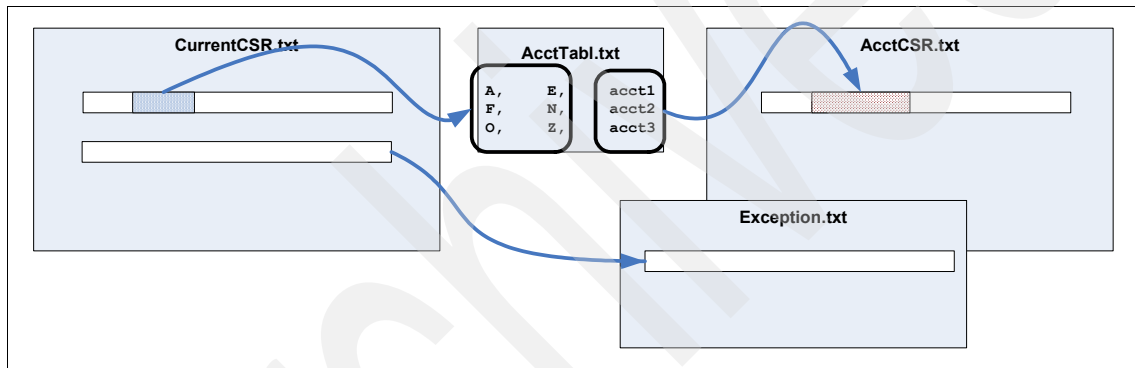 CurrentCSR.txt
AcctTabl.txt
A, E, acct1
F, N, acct2
O, Z, acct3
AcctCSR.txt
Exception.txt